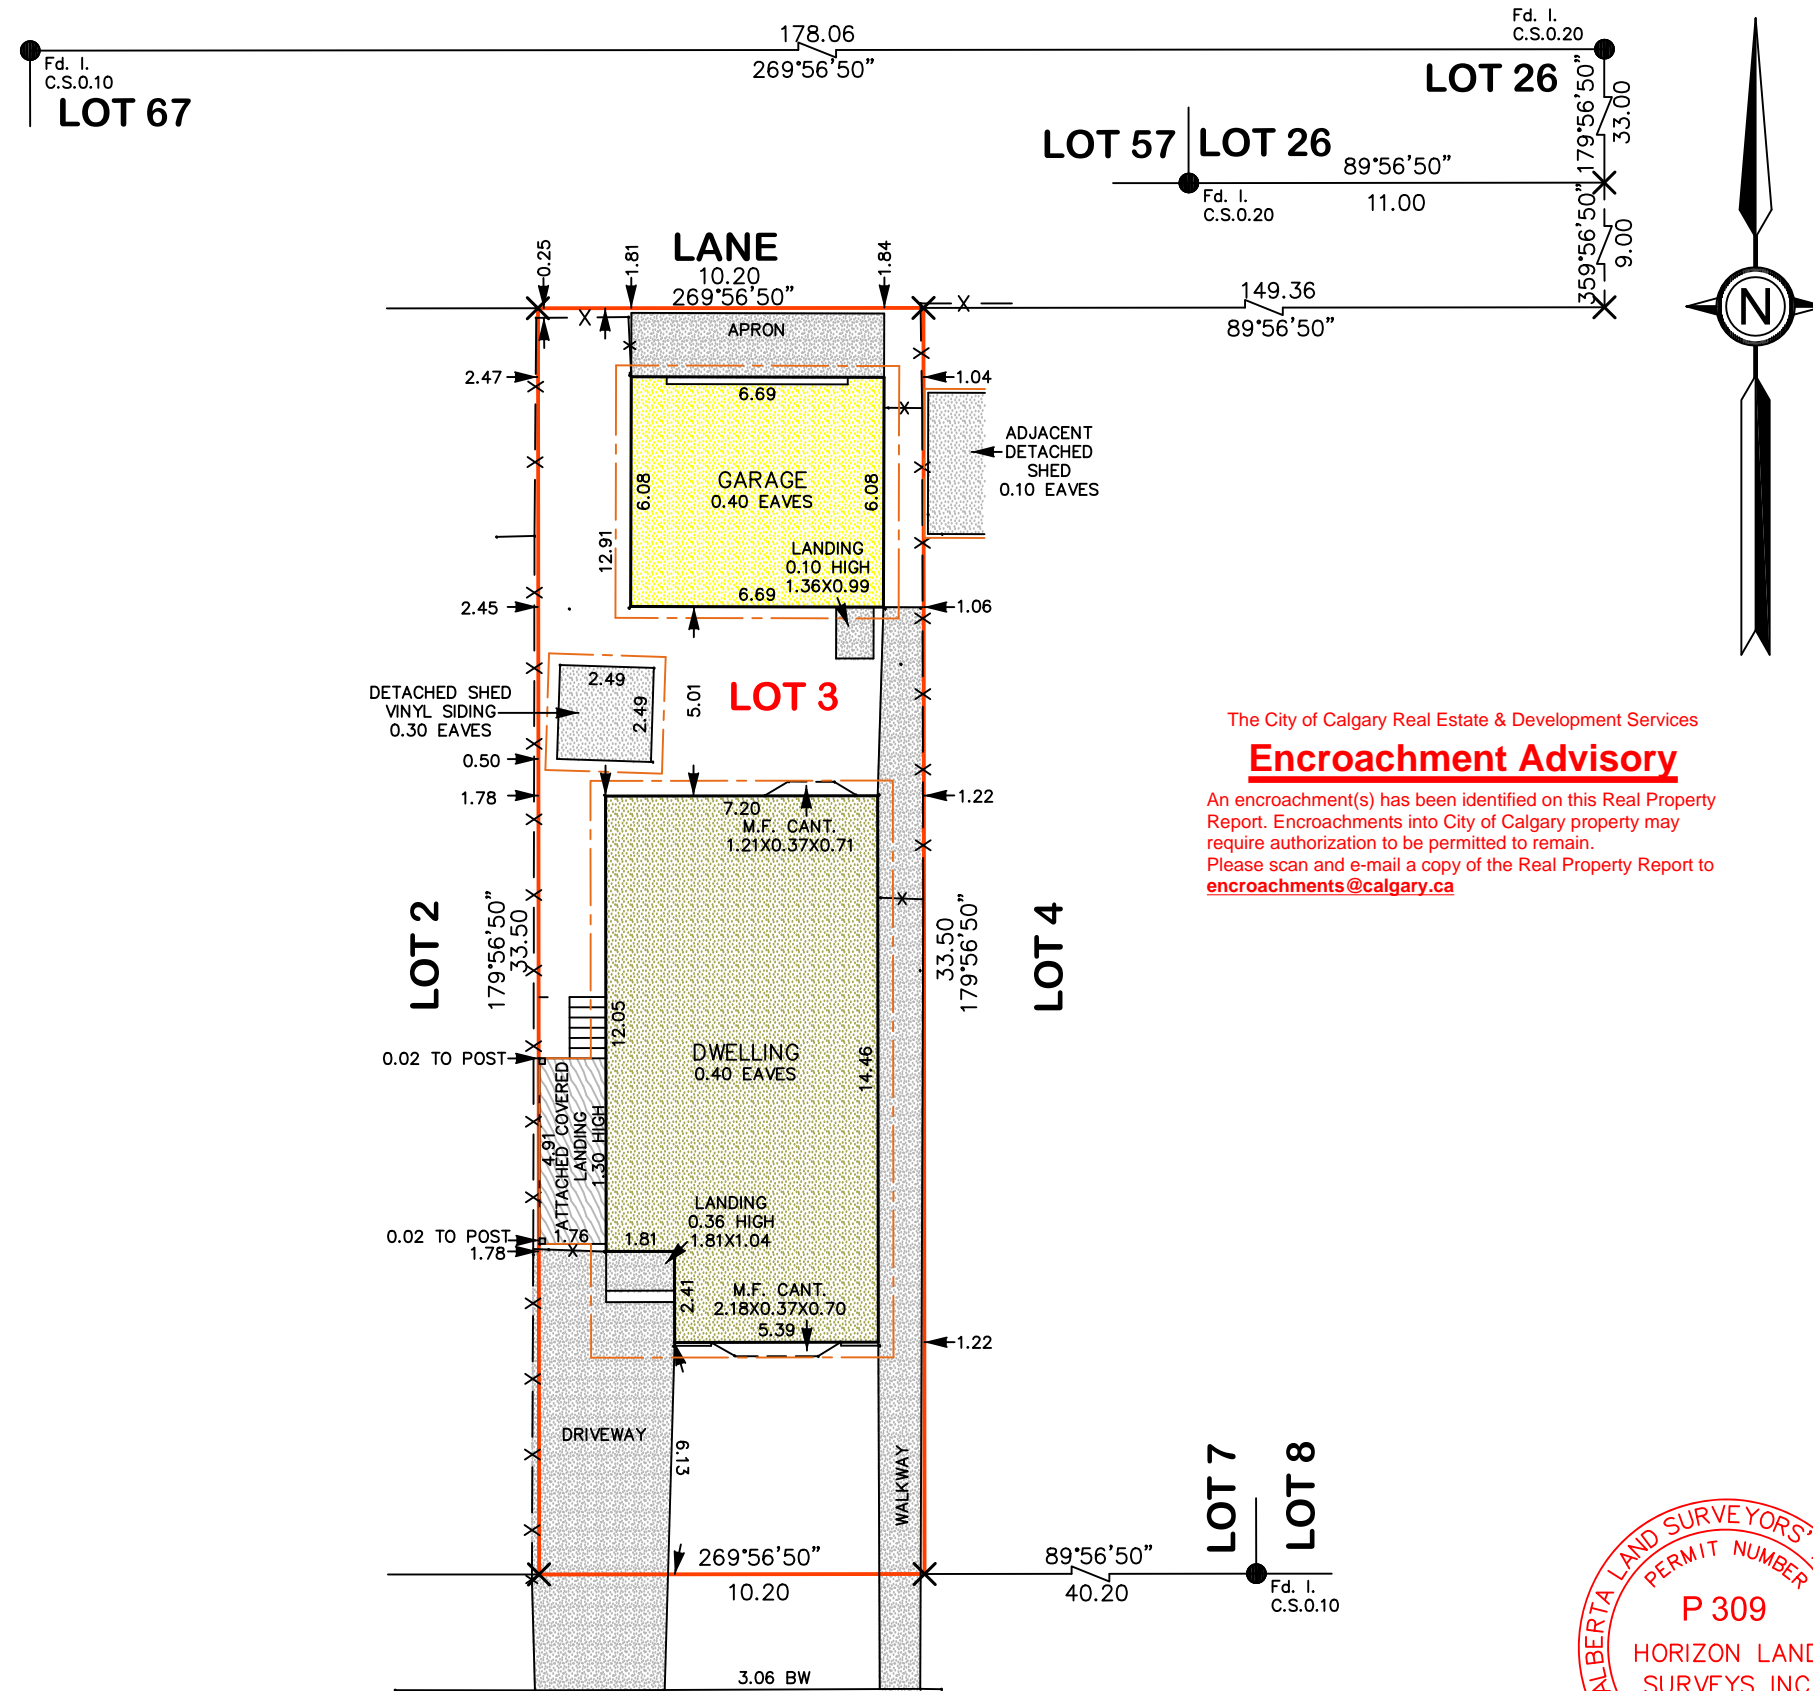 178.06
269°56'50"
Fd. I.
C.S.0.10
LOT 67
Fd. I.
C.S.0.20
LOT 26
179°56'50"
33.00
LOT 57
LOT 26
89°56'50"
11.00
Fd. I.
C.S.0.20
359°56'50"
9.00
N
LANE
10.20
269°56'50"
0.25
1.81
1.84
149.36
89°56'50"
APRON
2.47
1.04
6.69
GARAGE
0.40 EAVES
6.08
6.08
12.91
ADJACENT
DETACHED
SHED
0.10 EAVES
LANDING
0.10 HIGH
1.36X0.99
6.69
2.45
1.06
DETACHED SHED
VINYL SIDING
0.30 EAVES
2.49
2.49
5.01
LOT 3
0.50
1.78
1.22
7.20
M.F. CANT.
1.21X0.37X0.71
The City of Calgary Real Estate & Development Services
Encroachment Advisory
An encroachment(s) has been identified on this Real Property
Report. Encroachments into City of Calgary property may
require authorization to be permitted to remain.
Please scan and e-mail a copy of the Real Property Report to
encroachments@calgary.ca
LOT 2
179°56'50"
33.50
33.50
179°56'50"
LOT 4
12.05
DWELLING
0.40 EAVES
14.46
0.02 TO POST
4.91
ATTACHED COVERED
LANDING
1.30 HIGH
0.02 TO POST
1.78
1.76
1.81
LANDING
0.36 HIGH
1.81X1.04
2.41
M.F. CANT.
2.18X0.37X0.70
5.39
1.22
DRIVEWAY
6.13
WALKWAY
LOT 7
LOT 8
269°56'50"
10.20
89°56'50"
40.20
Fd. I.
C.S.0.10
3.06 BW
ALBERTA LAND SURVEYORS'
PERMIT NUMBER
P 309
HORIZON LAND
SURVEYS INC